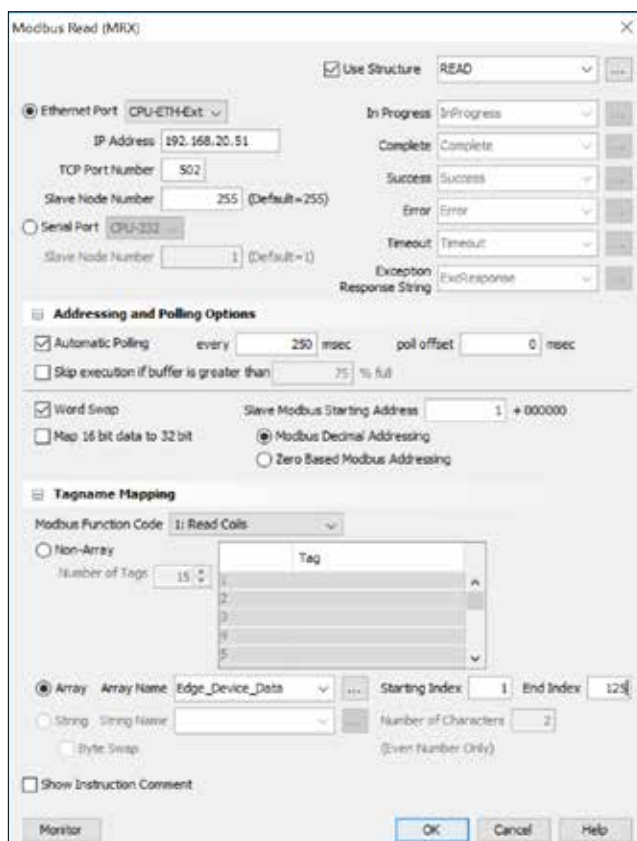 Modbus Read (MRX)
Use Structure READ ...
Ethernet Port CPU-ETH-Ext
In Progress InProgress
IP Address 192.168.20.51
Complete Complete
TCP Port Number 502
Success Success
Slave Node Number 255 (Default=255)
Error Error
Serial Port CPU-232
Timeout Timeout
Slave Node Number 1 (Default=1)
Exception
Response String ExcResponse
Addressing and Polling Options
Automatic Polling every 250 msec poll offset 0 msec
Skip execution if buffer is greater than 75 % full
Word Swap Slave Modbus Starting Address 1 + 000000
Map 16 bit data to 32 bit Modbus Decimal Addressing
Zero Based Modbus Addressing
Tagname Mapping
Modbus Function Code 1: Read Coils
Non-Array
Tag
Number of Tags 15
1
2
3
4
5
Array Array Name Edge_Device_Data ... Starting Index 1 End Index 125
String String Name Number of Characters 2
Byte Swap (Even Number Only)
Show Instruction Comment
Monitor OK Cancel Help